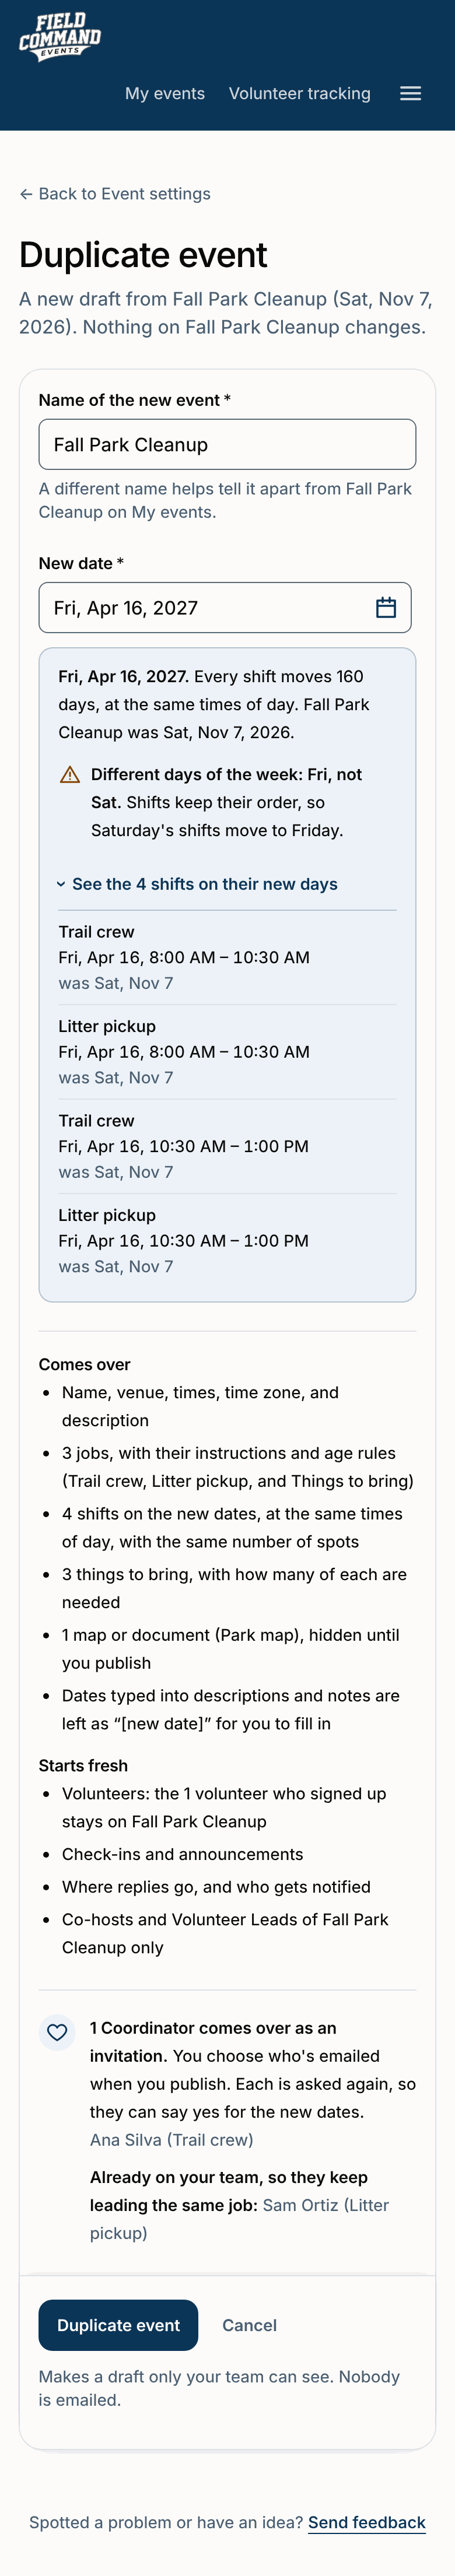 FIELD
COMMAND
EVENTS
My events Volunteer tracking
← Back to Event settings
Duplicate event
A new draft from Fall Park Cleanup (Sat, Nov 7,
2026). Nothing on Fall Park Cleanup changes.
Name of the new event *
Fall Park Cleanup
A different name helps tell it apart from Fall Park
Cleanup on My events.
New date *
Fri, Apr 16, 2027
Fri, Apr 16, 2027. Every shift moves 160
days, at the same times of day. Fall Park
Cleanup was Sat, Nov 7, 2026.
Different days of the week: Fri, not
Sat. Shifts keep their order, so
Saturday's shifts move to Friday.
See the 4 shifts on their new days
Trail crew
Fri, Apr 16, 8:00 AM – 10:30 AM
was Sat, Nov 7
Litter pickup
Fri, Apr 16, 8:00 AM – 10:30 AM
was Sat, Nov 7
Trail crew
Fri, Apr 16, 10:30 AM – 1:00 PM
was Sat, Nov 7
Litter pickup
Fri, Apr 16, 10:30 AM – 1:00 PM
was Sat, Nov 7
Comes over
• Name, venue, times, time zone, and
description
• 3 jobs, with their instructions and age rules
(Trail crew, Litter pickup, and Things to bring)
• 4 shifts on the new dates, at the same times
of day, with the same number of spots
• 3 things to bring, with how many of each are
needed
• 1 map or document (Park map), hidden until
you publish
• Dates typed into descriptions and notes are
left as “[new date]” for you to fill in
Starts fresh
• Volunteers: the 1 volunteer who signed up
stays on Fall Park Cleanup
• Check-ins and announcements
• Where replies go, and who gets notified
• Co-hosts and Volunteer Leads of Fall Park
Cleanup only
1 Coordinator comes over as an
invitation. You choose who's emailed
when you publish. Each is asked again, so
they can say yes for the new dates.
Ana Silva (Trail crew)
Already on your team, so they keep
leading the same job: Sam Ortiz (Litter
pickup)
Duplicate event Cancel
Makes a draft only your team can see. Nobody
is emailed.
Spotted a problem or have an idea? Send feedback